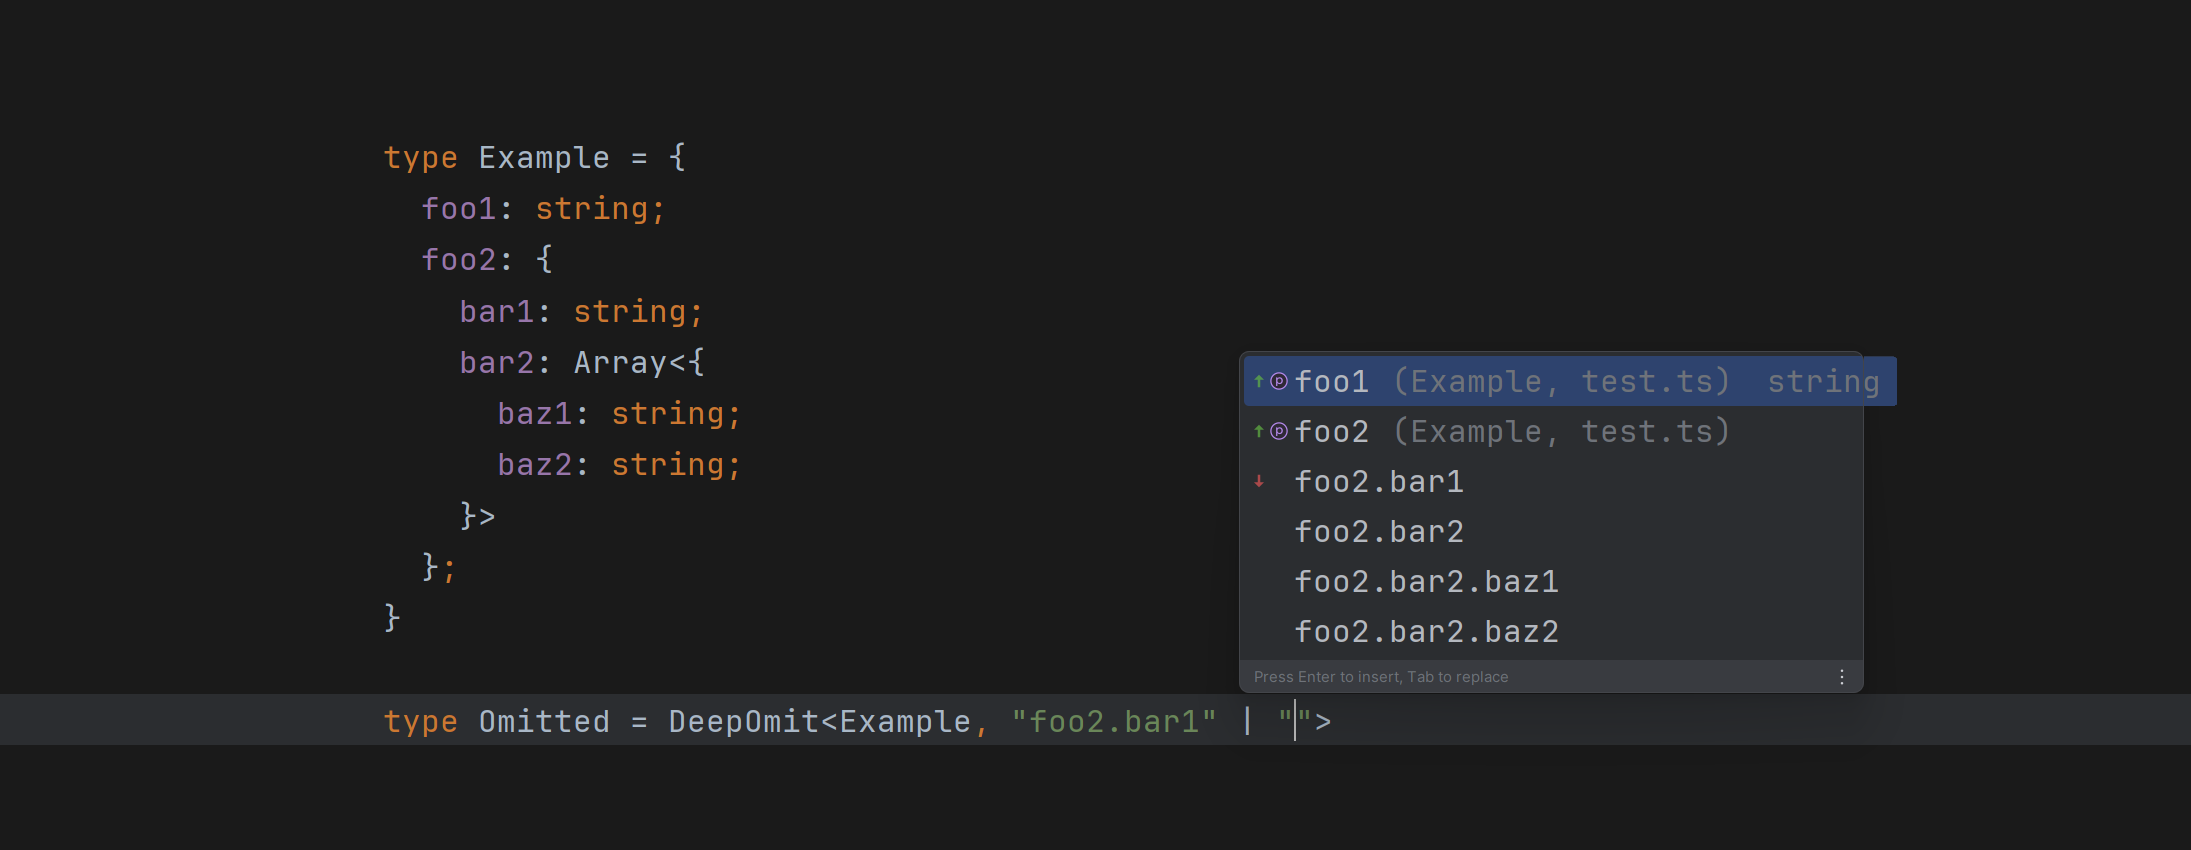 type Example = {
  foo1: string;
  foo2: {
    bar1: string;
    bar2: Array<{
      baz1: string;
      baz2: string;
    }>
  };
}
foo1 (Example, test.ts) string
foo2 (Example, test.ts)
foo2.bar1
foo2.bar2
foo2.bar2.baz1
foo2.bar2.baz2
Press Enter to insert, Tab to replace
type Omitted = DeepOmit<Example, "foo2.bar1" | "">